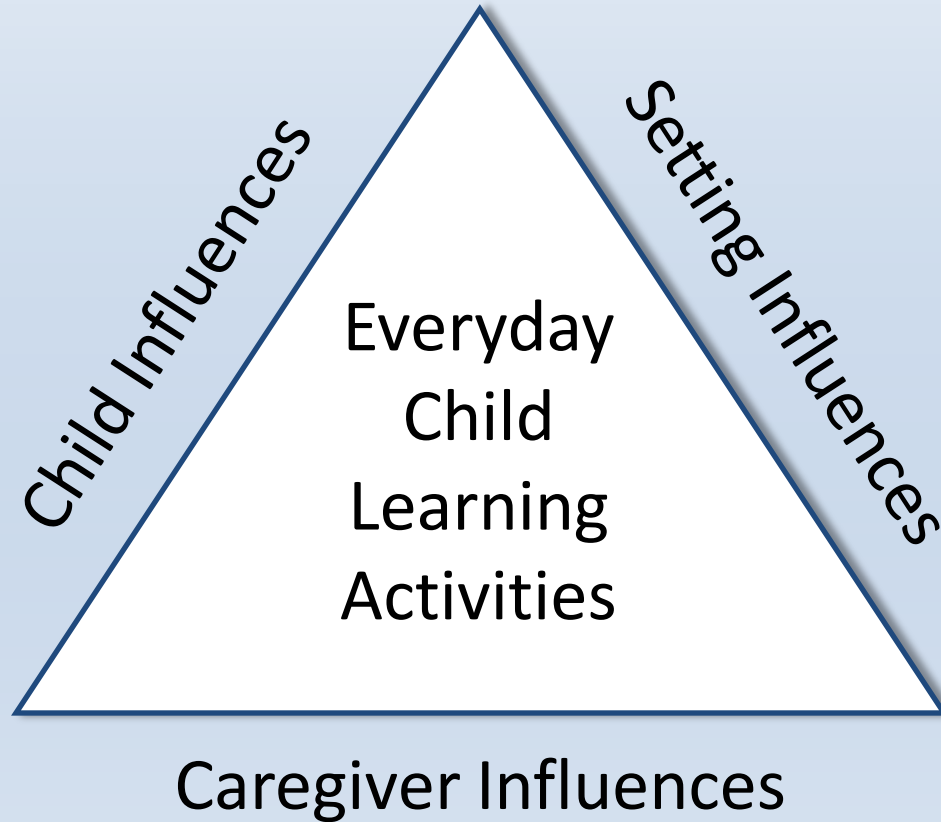 Child Influences
Setting Influences
Everyday
Child
Learning
Activities
Caregiver Influences